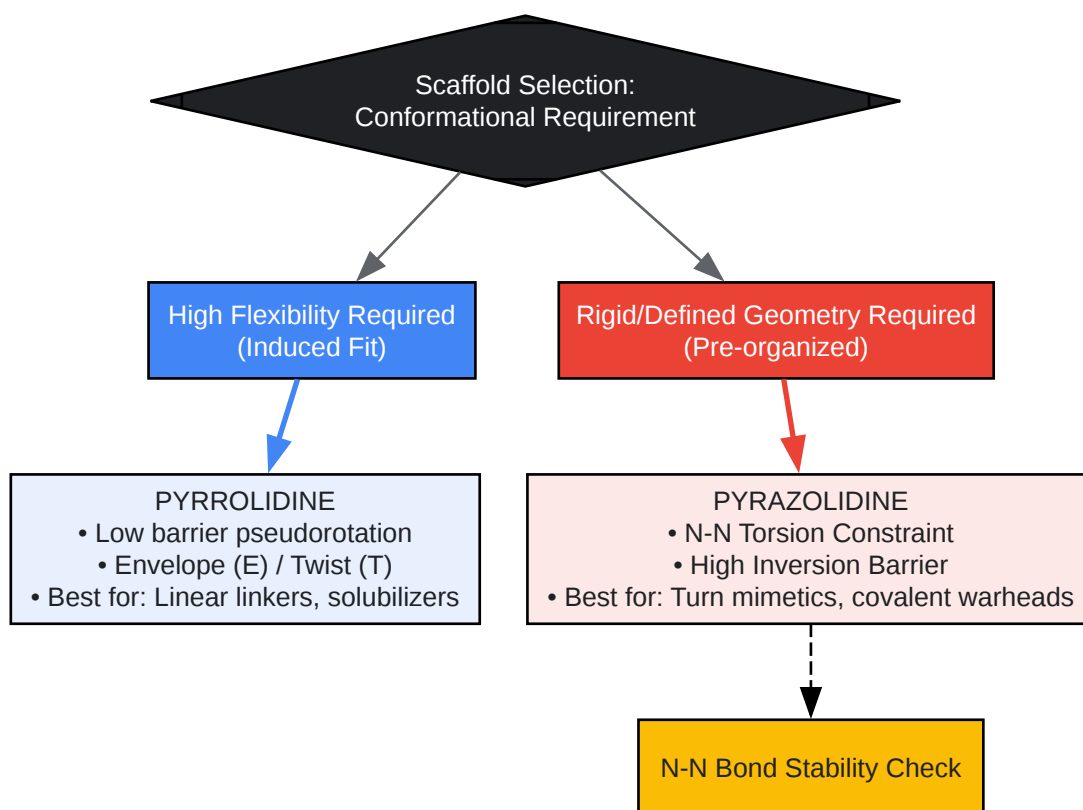 Scaffold Selection:
Conformational Requirement
High Flexibility Required
(Induced Fit)
Rigid/Defined Geometry Required
(Pre-organized)
PYRROLIDINE
• Low barrier pseudorotation
• Envelope (E) / Twist (T)
• Best for: Linear linkers, solubilizers
PYRAZOLIDINE
• N-N Torsion Constraint
• High Inversion Barrier
• Best for: Turn mimetics, covalent warheads
N-N Bond Stability Check